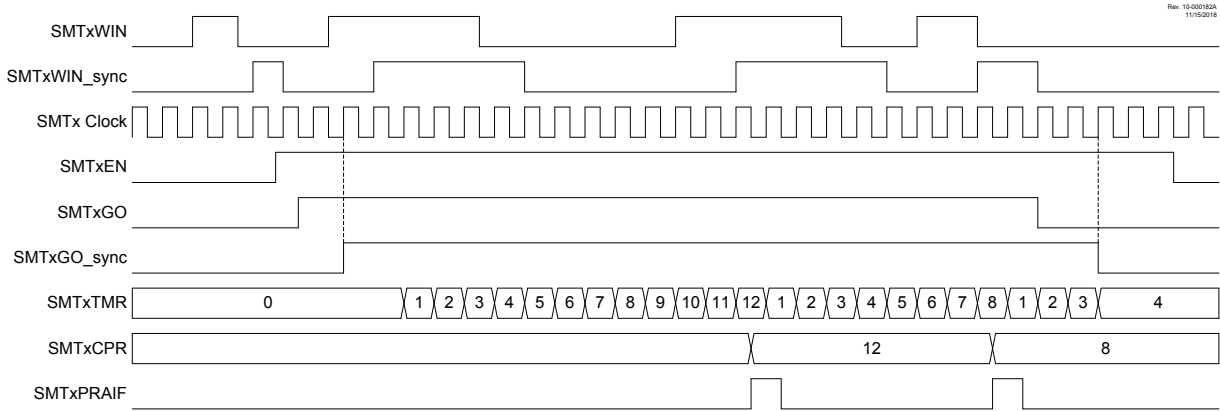 Rev. 10-000182A
11/15/2018
SMTxWIN
SMTxWIN_sync
SMTx Clock
SMTxEN
SMTxGO
SMTxGO_sync
SMTxTMR 0 1 2 3 4 5 6 7 8 9 10 11 12 1 2 3 4 5 6 7 8 1 2 3 4
SMTxCPR 12 8
SMTxPRAIF